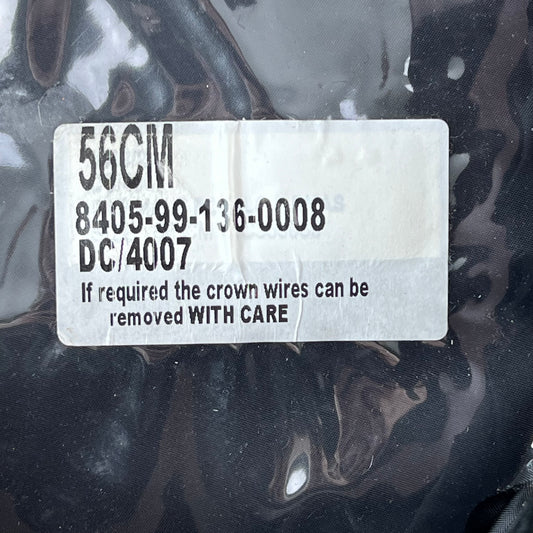 56CM
8405-99-136-0008
DC/4007
If required the crown wires can be
removed WITH CARE